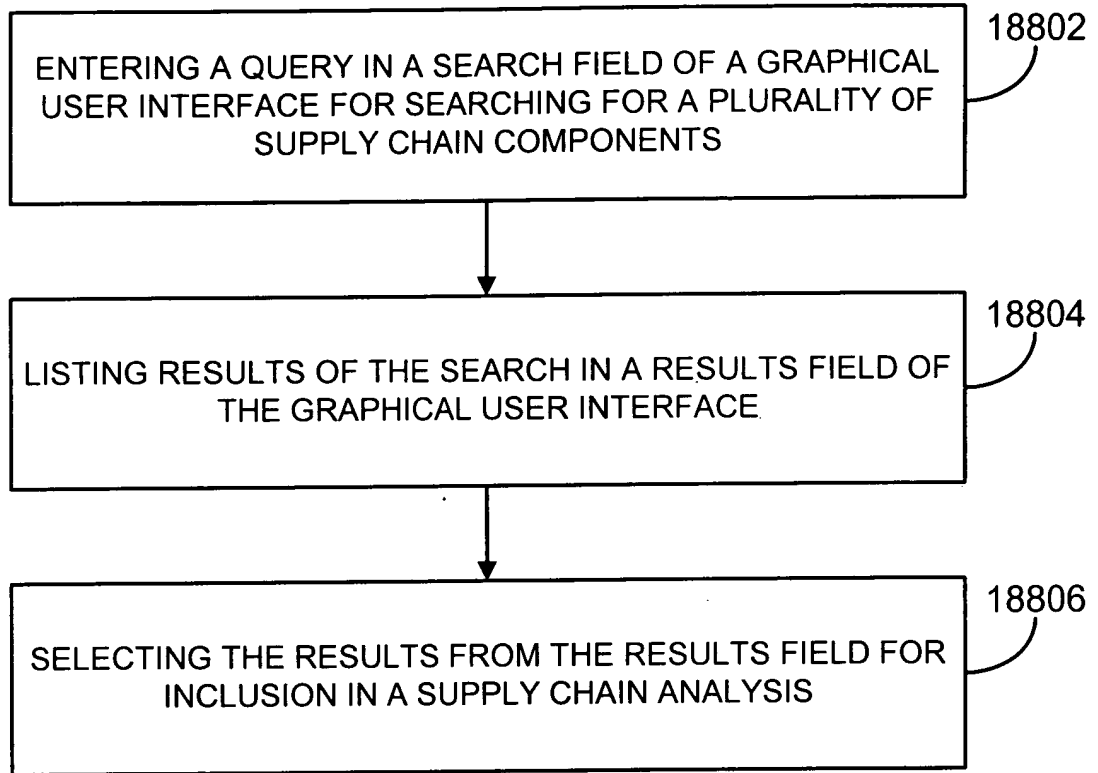 18802
ENTERING A QUERY IN A SEARCH FIELD OF A GRAPHICAL
USER INTERFACE FOR SEARCHING FOR A PLURALITY OF
SUPPLY CHAIN COMPONENTS
18804
LISTING RESULTS OF THE SEARCH IN A RESULTS FIELD OF
THE GRAPHICAL USER INTERFACE
18806
SELECTING THE RESULTS FROM THE RESULTS FIELD FOR
INCLUSION IN A SUPPLY CHAIN ANALYSIS